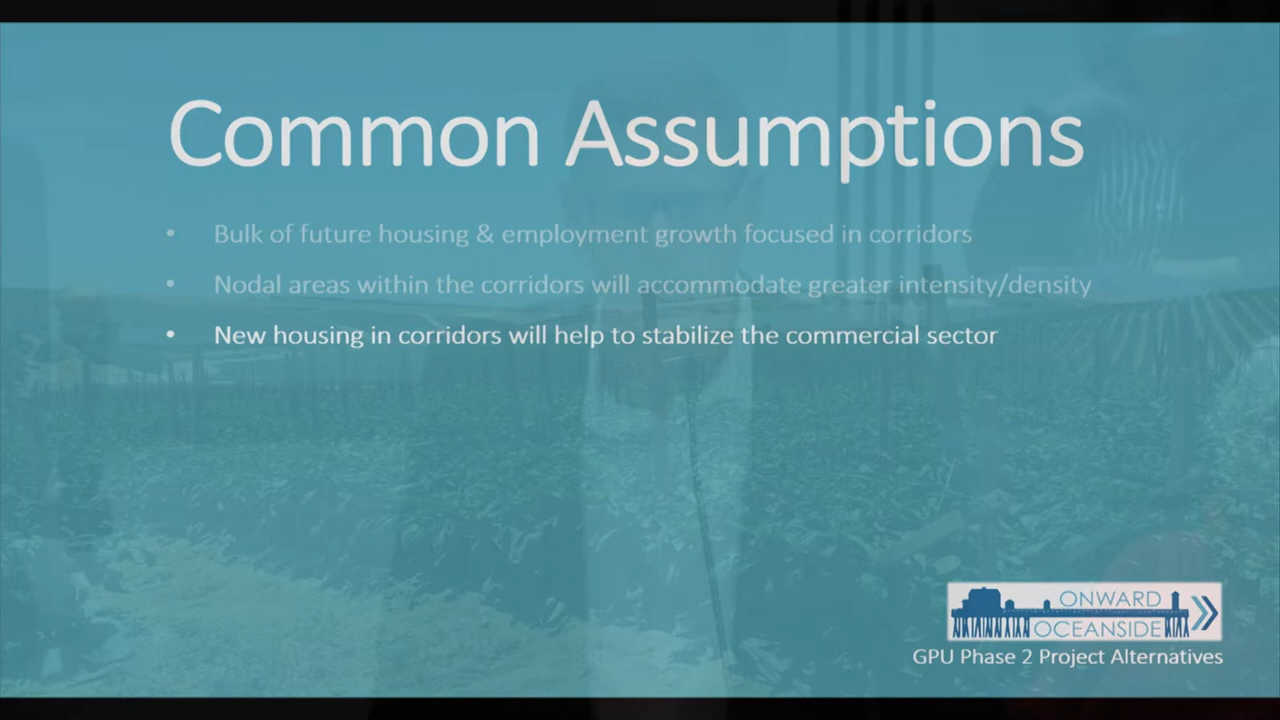 Common Assumptions
• Bulk of future housing & employment growth focused in corridors
• Nodal areas within the corridors will accommodate greater intensity/density
• New housing in corridors will help to stabilize the commercial sector
ONWARD
OCEANSIDE
GPU Phase 2 Project Alternatives